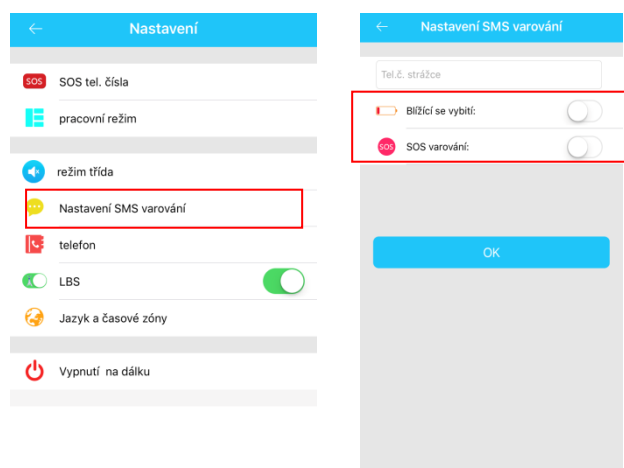 Nastavení
SOS SOS tel. čísla
pracovní režim
režim třída
Nastavení SMS varování
telefon
LBS
Jazyk a časové zóny
Vypnutí na dálku
Nastavení SMS varování
Tel.č. strážce
Blížící se vybití:
SOS SOS varování:
OK